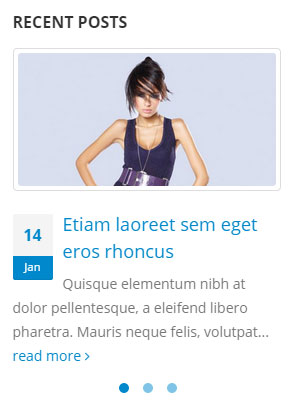 RECENT POSTS
14
Jan
Etiam laoreet sem eget
eros rhoncus
Quisque elementum nibh at
dolor pellentesque, a eleifend libero
pharetra. Mauris neque felis, volutpat...
read more ›